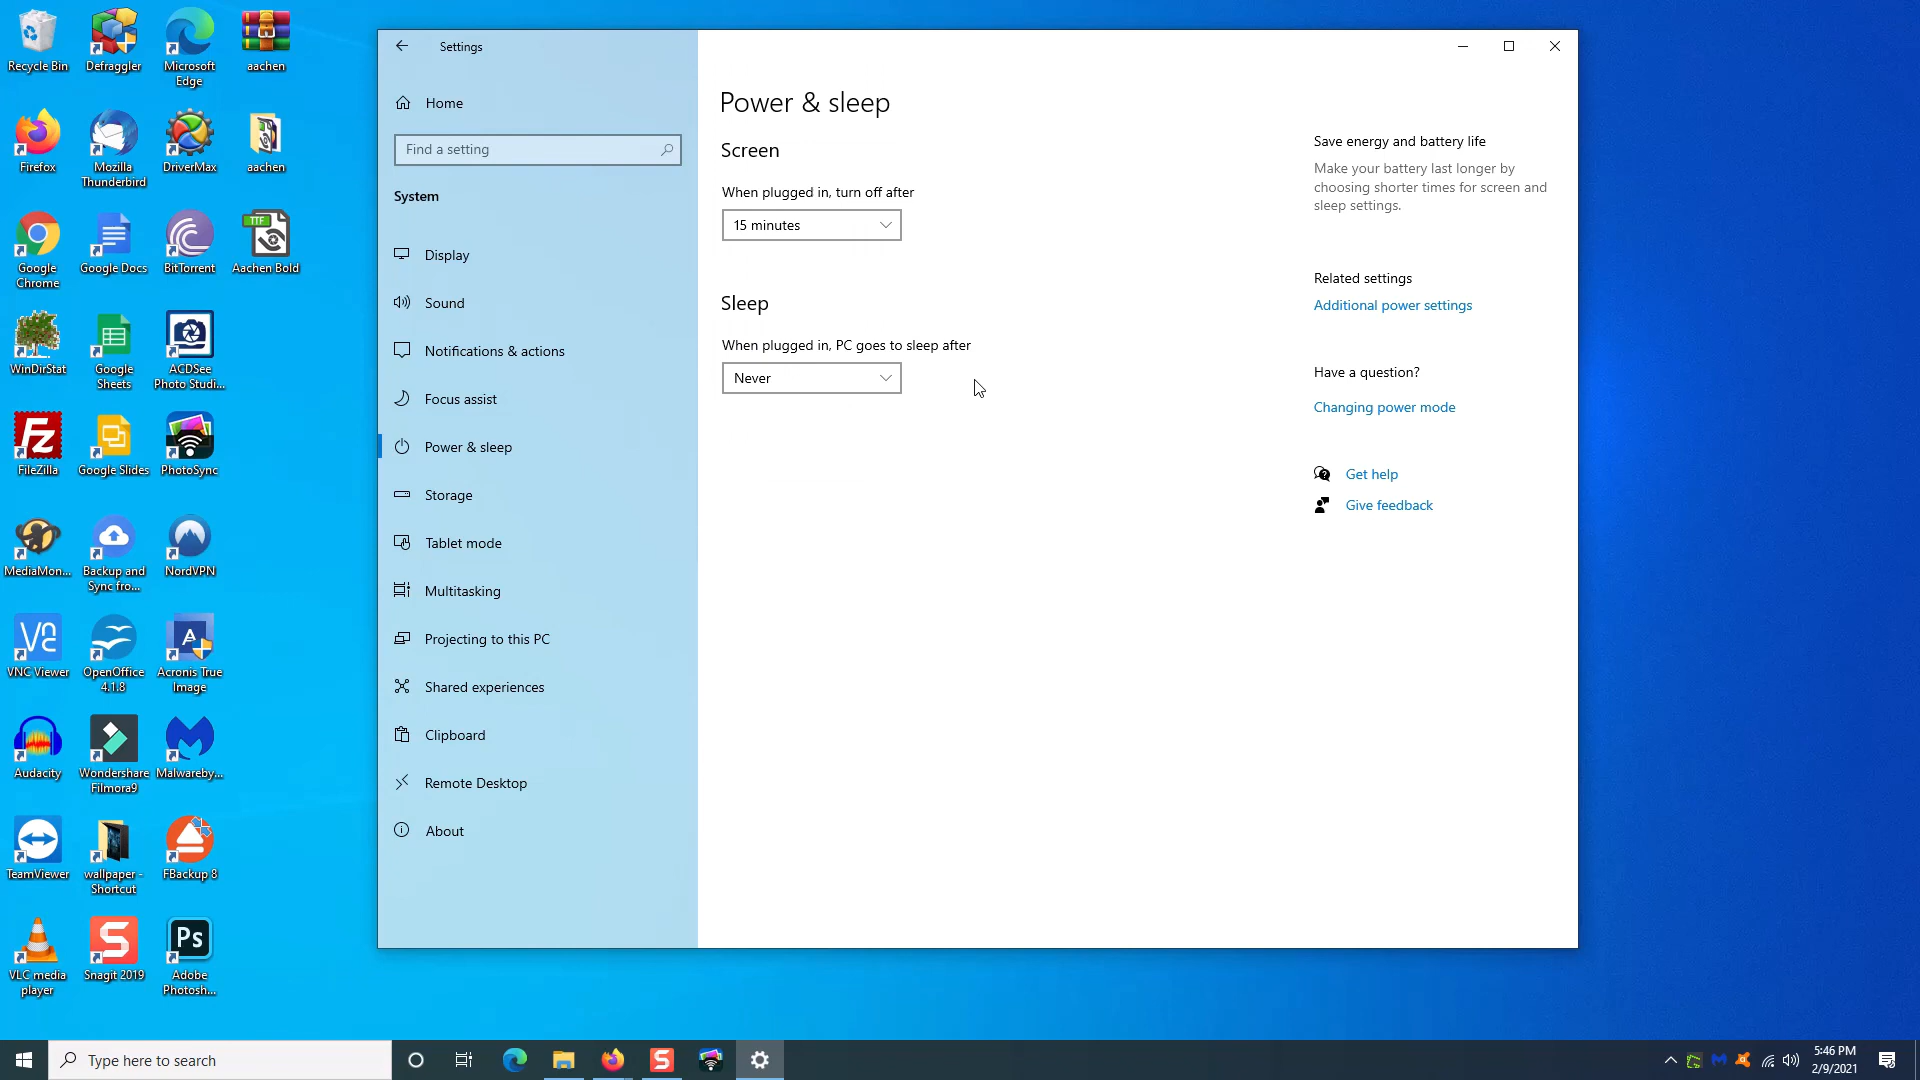 Recycle Bin
Defraggler
Microsoft
Edge
aachen
Firefox
Mozilla
Thunderbird
DriverMax
aachen
Google
Chrome
Google Docs
BitTorrent
TTF
Aachen Bold
WinDirStat
Google
Sheets
ACDSee
Photo Studi...
Fz
FileZilla
Google Slides
PhotoSync
MediaMon...
Backup and
Sync fro...
NordVPN
VNC Viewer
OpenOffice
4.1.8
A
Acronis True
Image
Audacity
Wondershare
Filmora9
Malwareby...
TeamViewer
wallpaper -
Shortcut
FBackup 8
VLC media
player
S
Snagit 2019
Ps
Adobe
Photosh...
Settings
Home
Find a setting
System
Display
Sound
Notifications & actions
Focus assist
Power & sleep
Storage
Tablet mode
Multitasking
Projecting to this PC
Shared experiences
Clipboard
Remote Desktop
About
Power & sleep
Screen
When plugged in, turn off after
15 minutes
Sleep
When plugged in, PC goes to sleep after
Never
Save energy and battery life
Make your battery last longer by
choosing shorter times for screen and
sleep settings.
Related settings
Additional power settings
Have a question?
Changing power mode
Get help
Give feedback
Type here to search
S
5:46 PM
2/9/2021